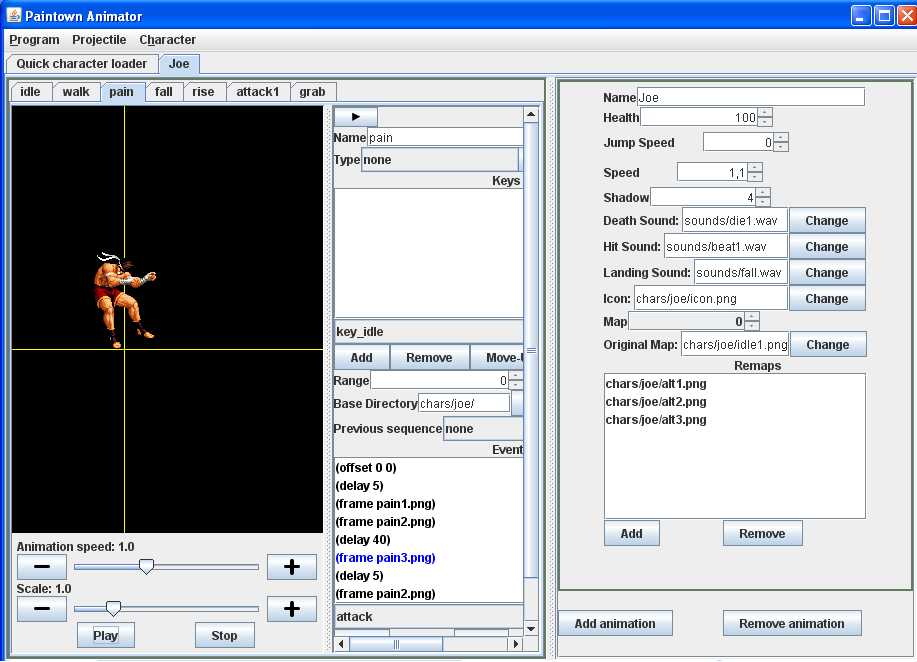 Paintown Animator
Program Projectile Character
Quick character loader Joe
idle walk pain fall rise attack1 grab
Name pain
Type none
Keys
key_idle
Add Remove Move-
Range 0
Base Directory chars/joe/
Previous sequence none
Event
(offset 0 0)
(delay 5)
(frame pain1.png)
(frame pain2.png)
(delay 40)
(frame pain3.png)
(delay 5)
(frame pain2.png)
attack
Animation speed: 1.0
Scale: 1.0
Play Stop
Name Joe
Health 100
Jump Speed 0
Speed 1,1
Shadow 4
Death Sound: sounds/die1.wav Change
Hit Sound: sounds/beat1.wav Change
Landing Sound: sounds/fall.wav Change
Icon: chars/joe/icon.png Change
Map 0
Original Map: chars/joe/idle1.png Change
Remaps
chars/joe/alt1.png
chars/joe/alt2.png
chars/joe/alt3.png
Add Remove
Add animation Remove animation